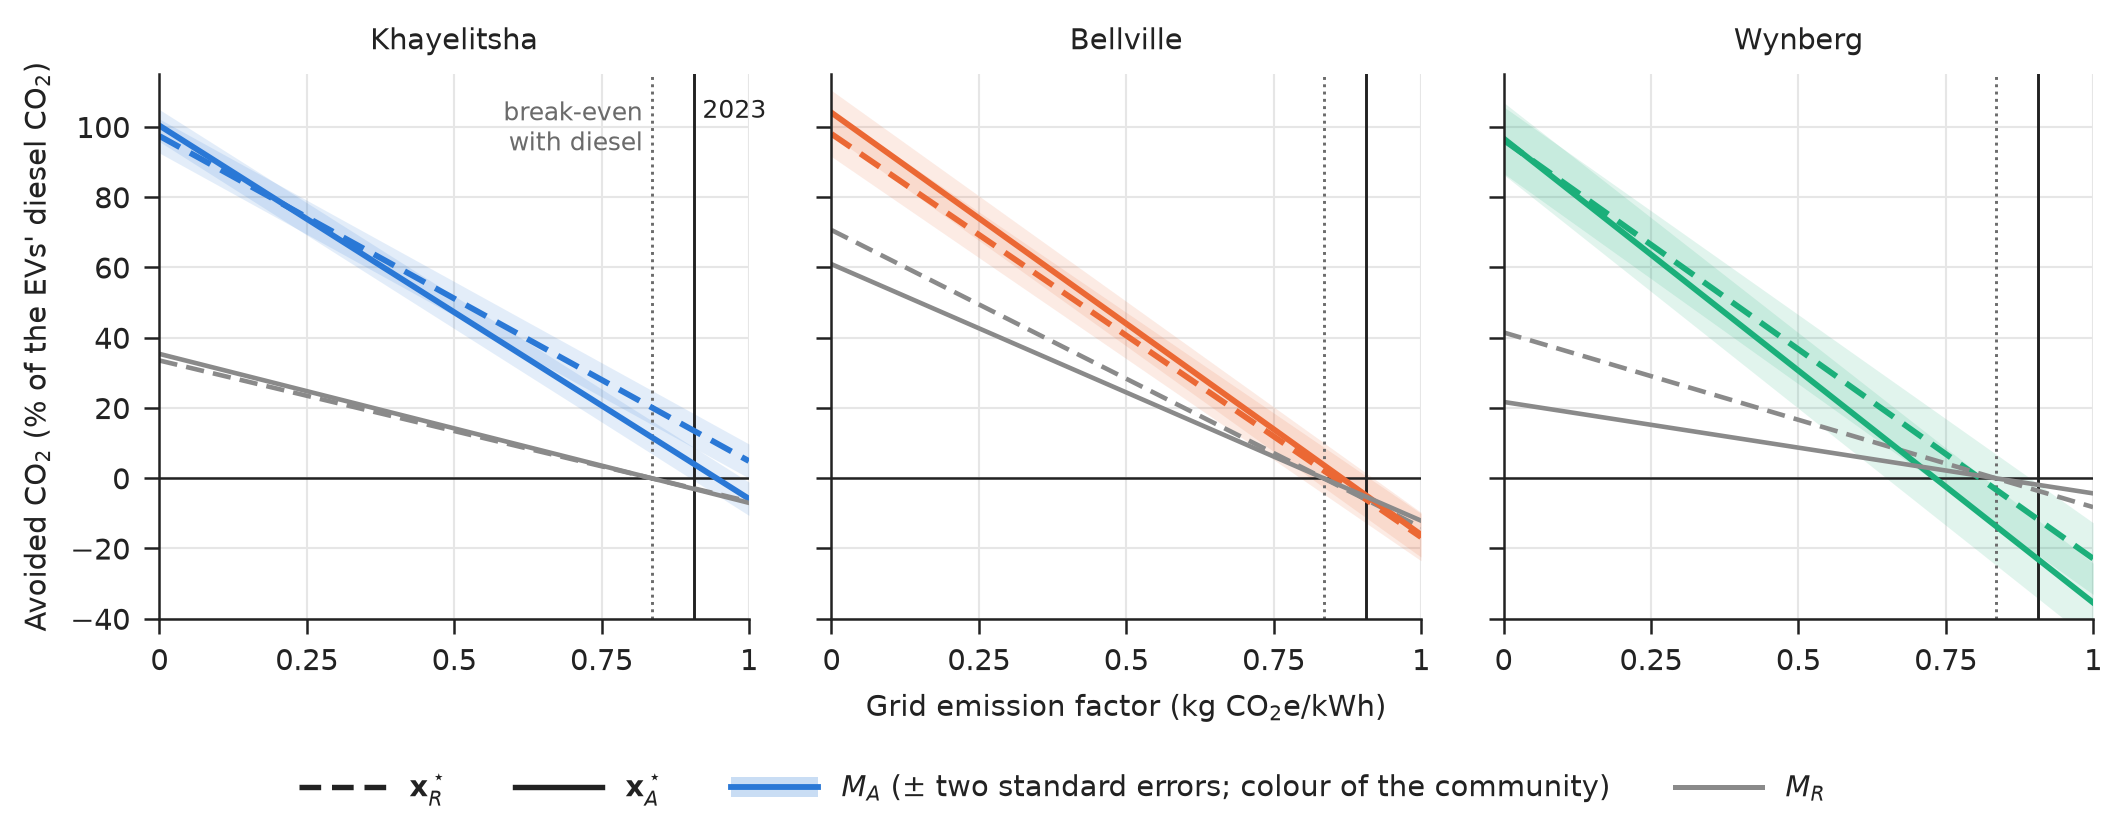 Khayelitsha
Bellville
Wynberg
Avoided CO₂ (% of the EVs' diesel CO₂)
100
80
60
40
20
0
−20
−40
break-even
with diesel
2023
0 0.25 0.5 0.75 1
0 0.25 0.5 0.75 1
0 0.25 0.5 0.75 1
Grid emission factor (kg CO₂e/kWh)
x⋆R x⋆A M_A (± two standard errors; colour of the community) M_R